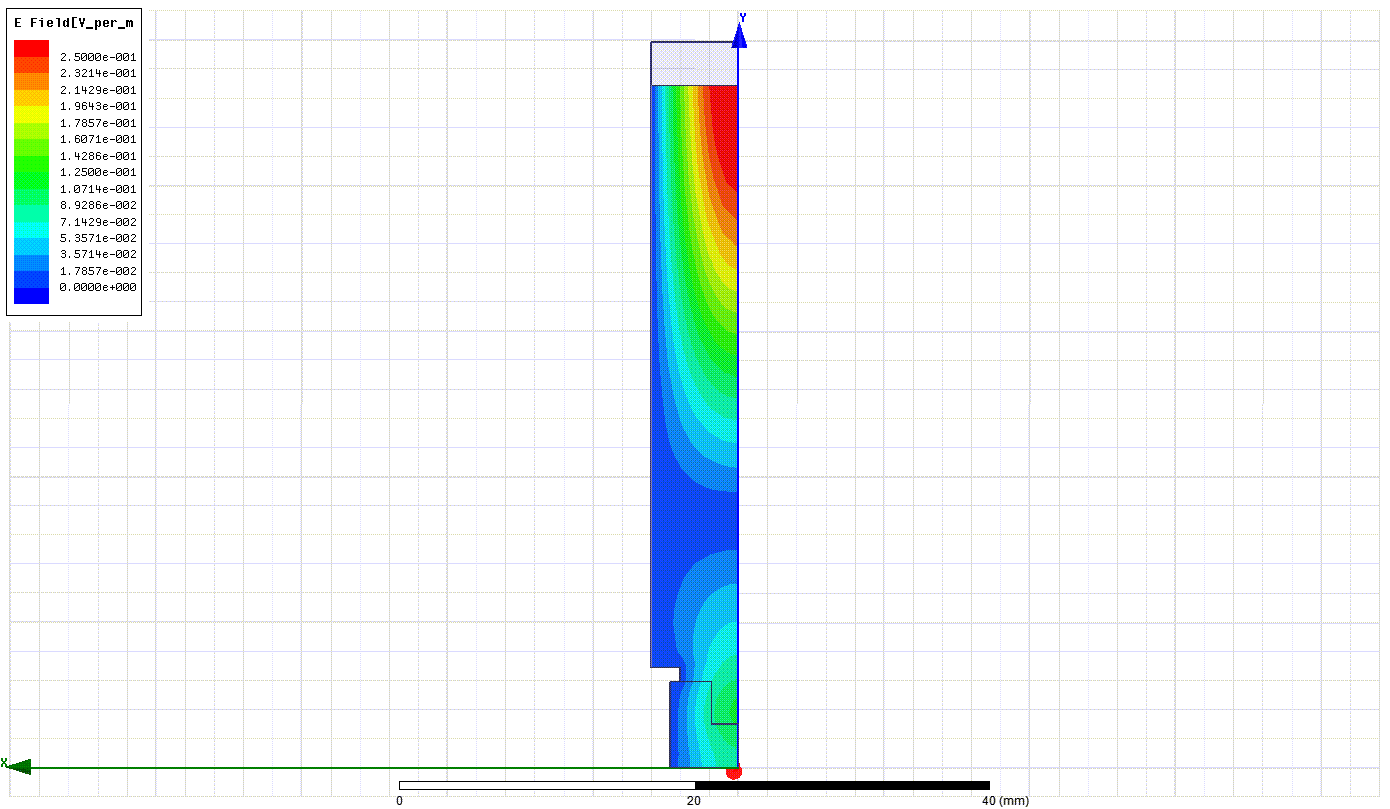 E Field[V_per_m
2.5000e-001
2.3214e-001
2.1429e-001
1.9643e-001
1.7857e-001
1.6071e-001
1.4286e-001
1.2500e-001
1.0714e-001
8.9286e-002
7.1429e-002
5.3571e-002
3.5714e-002
1.7857e-002
0.0000e+000
Y
X
0 20 40 (mm)